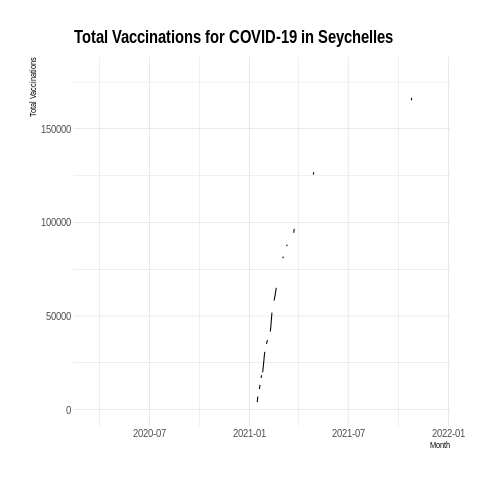 Total Vaccinations for COVID-19 in Seychelles
Total Vaccinations
150000
100000
50000
0
2020-07 2021-01 2021-07 2022-01
Month